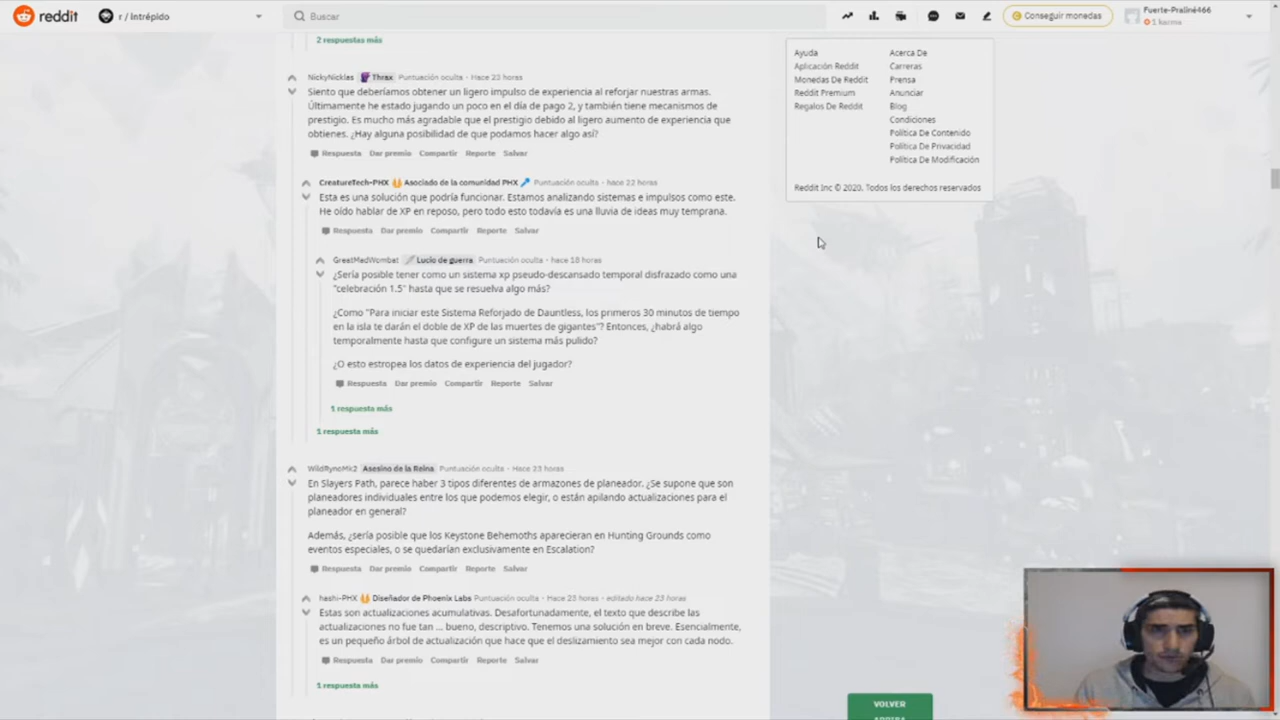 reddit
r / Intrépido
Buscar
Conseguir monedas
Fuerte-Praliné466
1 karma
2 respuestas más
NickyNickles Thrax Puntuación oculta · Hace 23 horas
Siento que deberíamos obtener un ligero impulso de experiencia al reforjar nuestras armas.
Últimamente he estado jugando un poco en el día de pago 2, y también tiene mecanismos de
prestigio. Es mucho más agradable que el prestigio debido al ligero aumento de experiencia que
obtienes. ¿Hay alguna posibilidad de que podamos hacer algo así?
Respuesta Dar premio Compartir Reporte Salvar
CreatureTech-PHX Asociado de la comunidad PHX Puntuación oculta · hace 22 horas
Esta es una solución que podría funcionar. Estamos analizando sistemas e impulsos como este.
He oído hablar de XP en reposo, pero todo esto todavía es una lluvia de ideas muy temprana.
Respuesta Dar premio Compartir Reporte Salvar
GreatMadWombat Lucio de guerra Puntuación oculta · hace 18 horas
¿Sería posible tener como un sistema xp pseudo-descansado temporal disfrazado como una
"celebración 1.5" hasta que se resuelva algo más?
¿Como "Para iniciar este Sistema Reforjado de Dauntless, los primeros 30 minutos de tiempo
en la isla te darán el doble de XP de las muertes de gigantes"? Entonces, ¿habrá algo
temporalmente hasta que configure un sistema más pulido?
¿O esto estropea los datos de experiencia del jugador?
Respuesta Dar premio Compartir Reporte Salvar
1 respuesta más
1 respuesta más
WildRynoMk2 Asesino de la Reina Puntuación oculta · Hace 23 horas
En Slayers Path, parece haber 3 tipos diferentes de armazones de planeador. ¿Se supone que son
planeadores individuales entre los que podemos elegir, o están apilando actualizaciones para el
planeador en general?
Además, ¿sería posible que los Keystone Behemoths aparecieran en Hunting Grounds como
eventos especiales, o se quedarían exclusivamente en Escalation?
Respuesta Dar premio Compartir Reporte Salvar
hashi-PHX Diseñador de Phoenix Labs Puntuación oculta · Hace 23 horas · editado hace 23 horas
Estas son actualizaciones acumulativas. Desafortunadamente, el texto que describe las
actualizaciones no fue tan ... bueno, descriptivo. Tenemos una solución en breve. Esencialmente,
es un pequeño árbol de actualización que hace que el deslizamiento sea mejor con cada nodo.
Respuesta Dar premio Compartir Reporte Salvar
1 respuesta más
Ayuda Acerca De
Aplicación Reddit Carreras
Monedas De Reddit Prensa
Reddit Premium Anunciar
Regalos De Reddit Blog
Condiciones
Política De Contenido
Política De Privacidad
Política De Modificación
Reddit Inc © 2020. Todos los derechos reservados
VOLVER